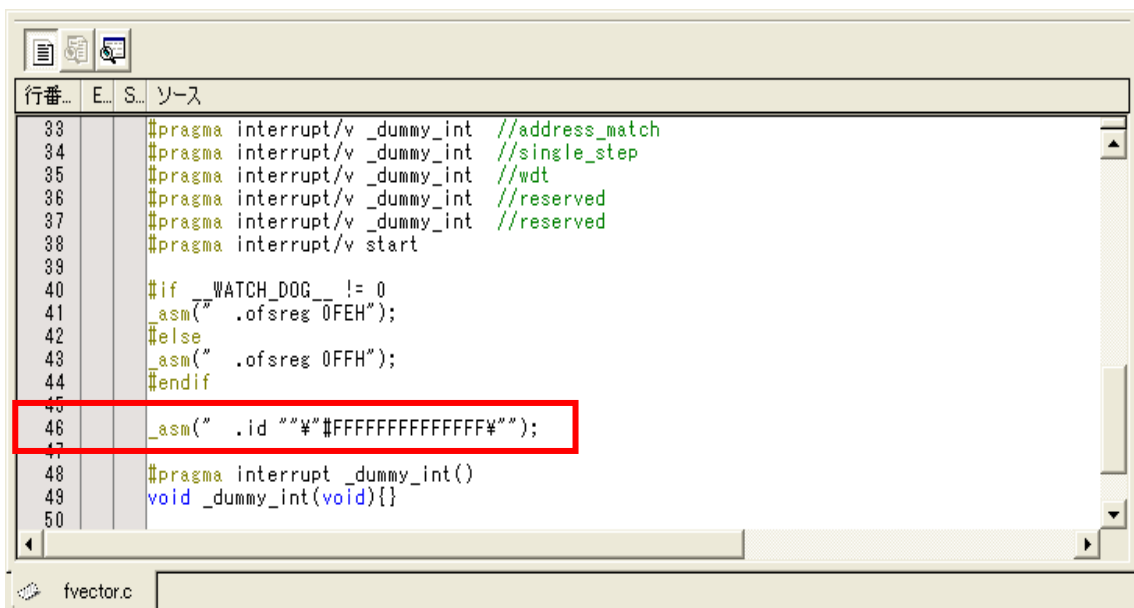 行番... E... S... ソース
33 #pragma interrupt/v _dummy_int //address_match
34 #pragma interrupt/v _dummy_int //single_step
35 #pragma interrupt/v _dummy_int //wdt
36 #pragma interrupt/v _dummy_int //reserved
37 #pragma interrupt/v _dummy_int //reserved
38 #pragma interrupt/v start
39
40 #if __WATCH_DOG__ != 0
41 _asm(" .ofsreg 0FEH");
42 #else
43 _asm(" .ofsreg 0FFH");
44 #endif
45
46 _asm(" .id ""¥"#FFFFFFFFFFFFFF¥"");
47
48 #pragma interrupt _dummy_int()
49 void _dummy_int(void){}
50
fvector.c